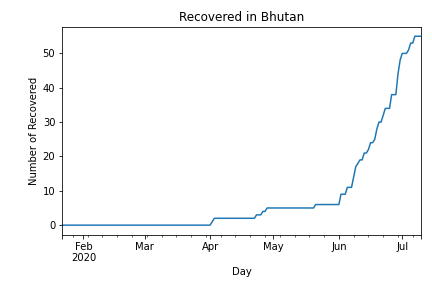 Recovered in Bhutan
Number of Recovered
50
40
30
20
10
0
Feb
2020
Mar
Apr
May
Jun
Jul
Day